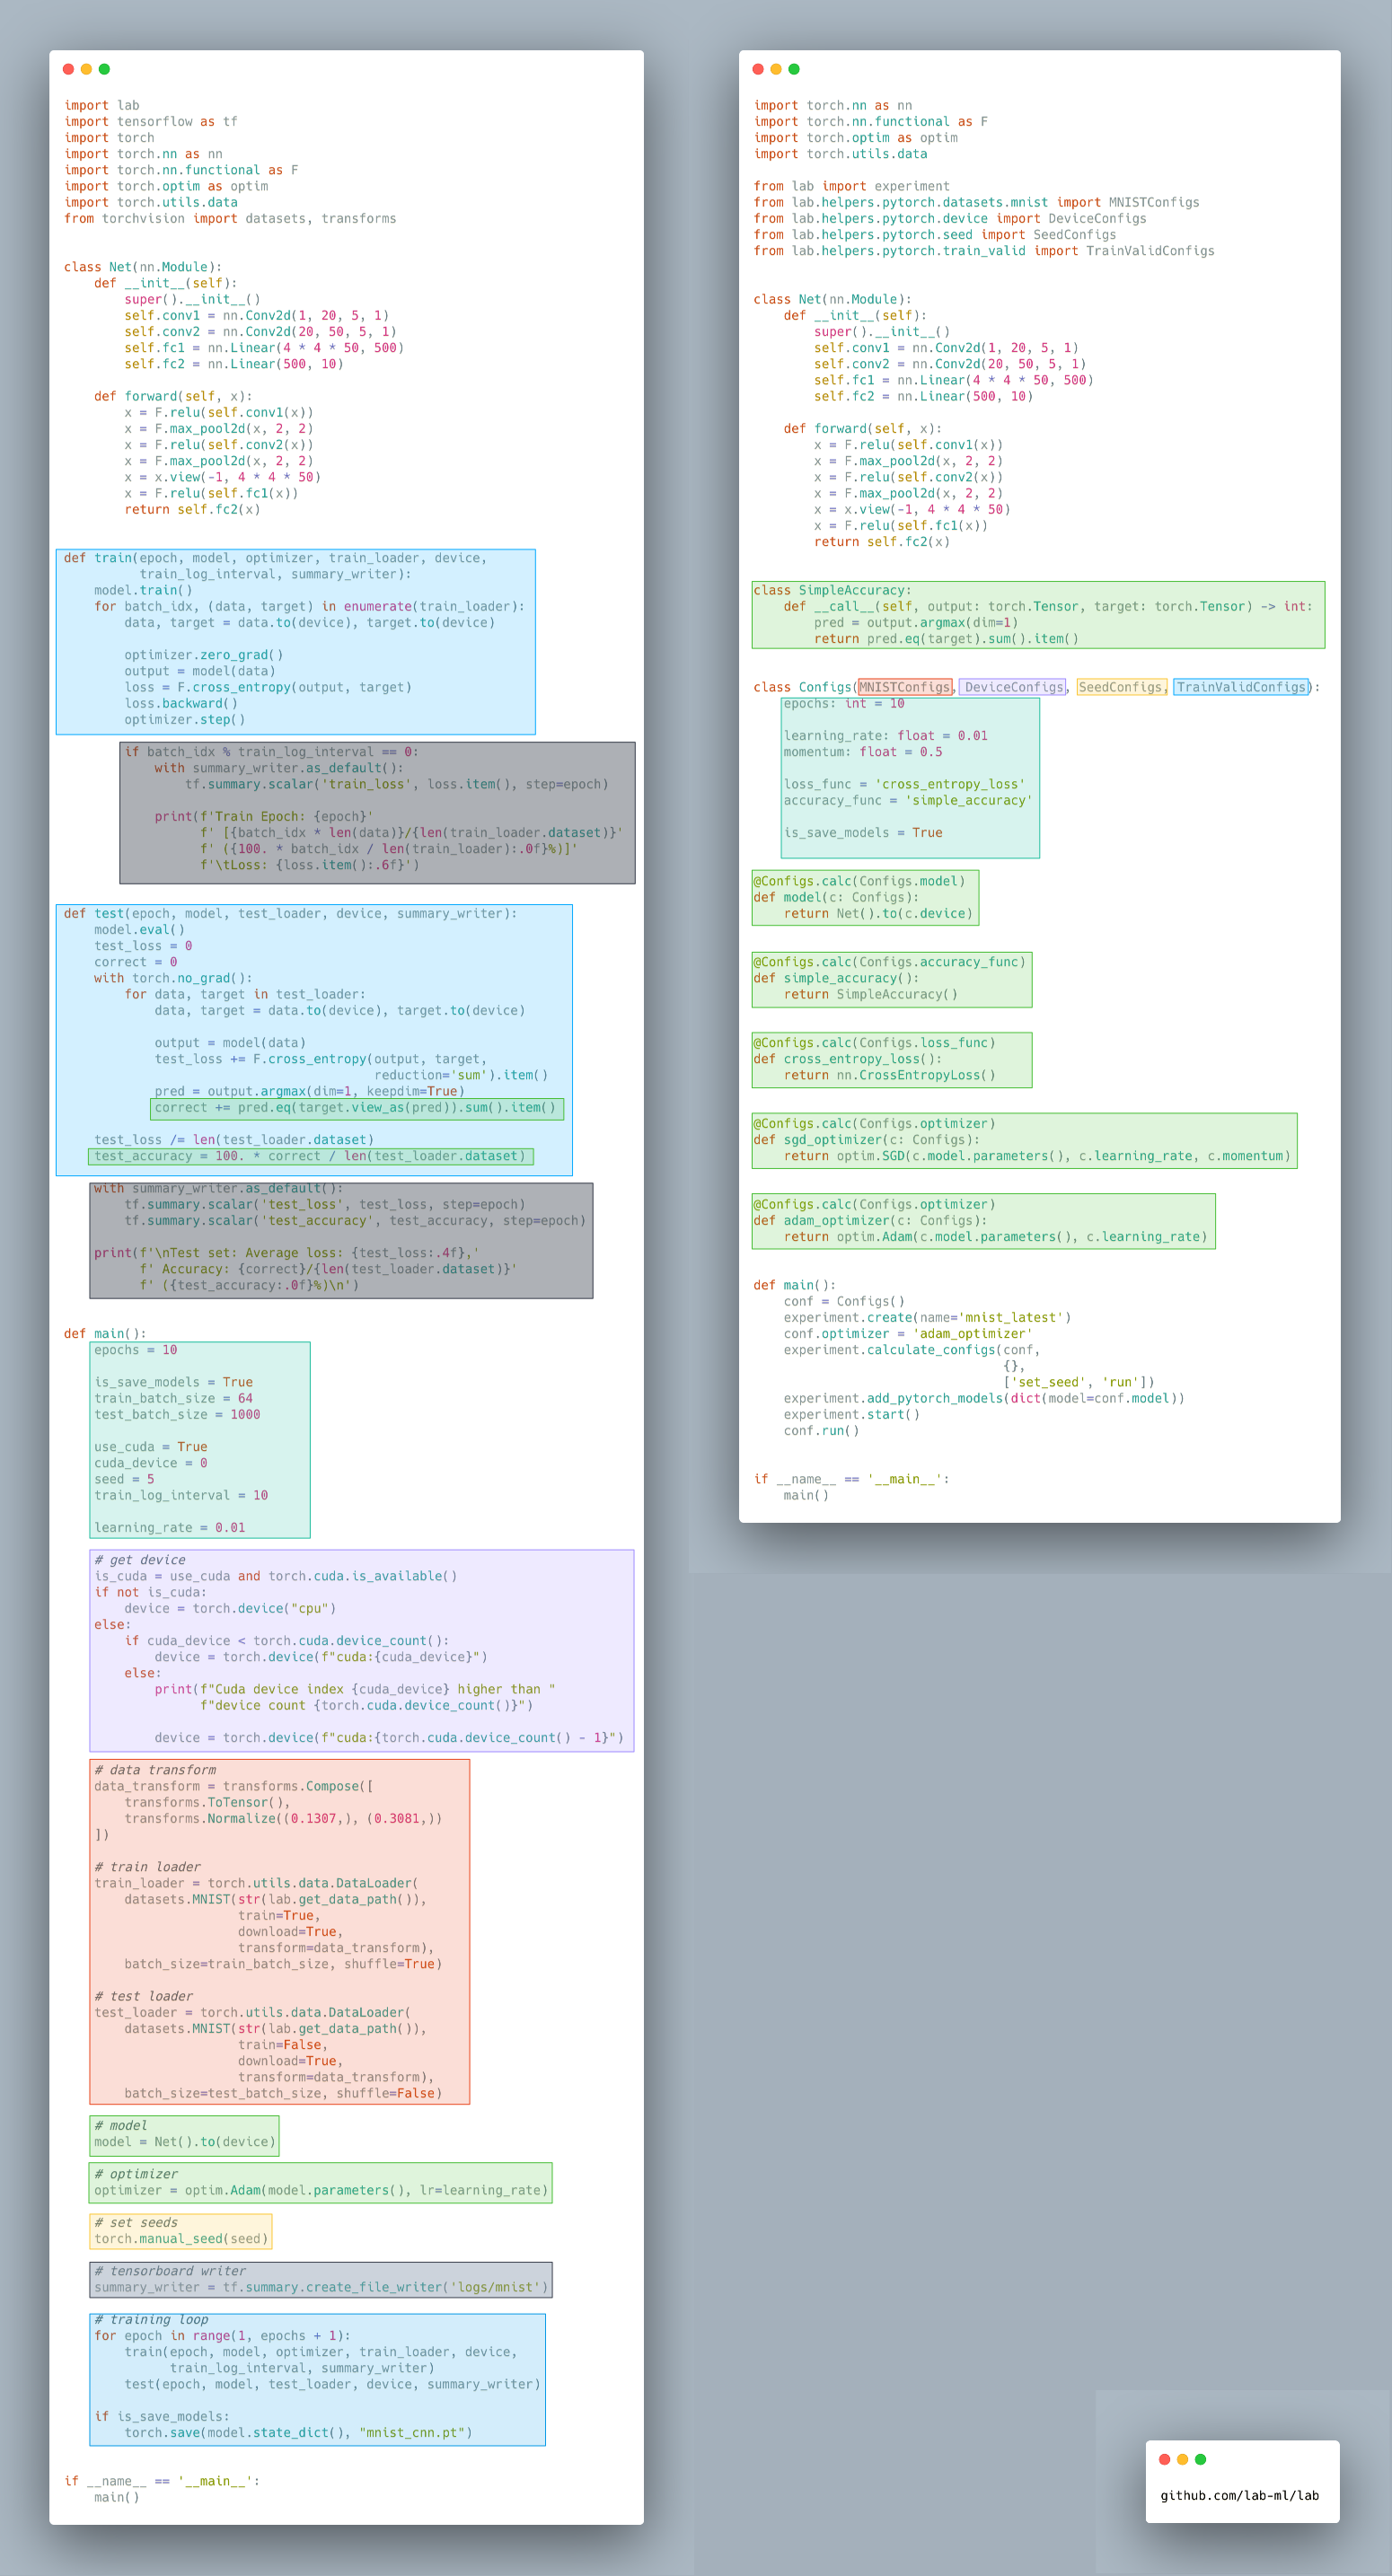 import lab
import tensorflow as tf
import torch
import torch.nn as nn
import torch.nn.functional as F
import torch.optim as optim
import torch.utils.data
from torchvision import datasets, transforms

class Net(nn.Module):
    def __init__(self):
        super().__init__()
        self.conv1 = nn.Conv2d(1, 20, 5, 1)
        self.conv2 = nn.Conv2d(20, 50, 5, 1)
        self.fc1 = nn.Linear(4 * 4 * 50, 500)
        self.fc2 = nn.Linear(500, 10)

    def forward(self, x):
        x = F.relu(self.conv1(x))
        x = F.max_pool2d(x, 2, 2)
        x = F.relu(self.conv2(x))
        x = F.max_pool2d(x, 2, 2)
        x = x.view(-1, 4 * 4 * 50)
        x = F.relu(self.fc1(x))
        return self.fc2(x)

def train(epoch, model, optimizer, train_loader, device,
          train_log_interval, summary_writer):
    model.train()
    for batch_idx, (data, target) in enumerate(train_loader):
        data, target = data.to(device), target.to(device)

        optimizer.zero_grad()
        output = model(data)
        loss = F.cross_entropy(output, target)
        loss.backward()
        optimizer.step()

        if batch_idx % train_log_interval == 0:
            with summary_writer.as_default():
                tf.summary.scalar('train_loss', loss.item(), step=epoch)

            print(f'Train Epoch: {epoch}'
                  f' [{batch_idx * len(data)}/{len(train_loader.dataset)}'
                  f' ({100. * batch_idx / len(train_loader):.0f}%)]'
                  f'\tLoss: {loss.item():.6f}')

def test(epoch, model, test_loader, device, summary_writer):
    model.eval()
    test_loss = 0
    correct = 0
    with torch.no_grad():
        for data, target in test_loader:
            data, target = data.to(device), target.to(device)

            output = model(data)
            test_loss += F.cross_entropy(output, target,
                                         reduction='sum').item()
            pred = output.argmax(dim=1, keepdim=True)
            correct += pred.eq(target.view_as(pred)).sum().item()

    test_loss /= len(test_loader.dataset)
    test_accuracy = 100. * correct / len(test_loader.dataset)

    with summary_writer.as_default():
        tf.summary.scalar('test_loss', test_loss, step=epoch)
        tf.summary.scalar('test_accuracy', test_accuracy, step=epoch)

    print(f'\nTest set: Average loss: {test_loss:.4f},'
          f' Accuracy: {correct}/{len(test_loader.dataset)}'
          f' ({test_accuracy:.0f}%)\n')

def main():
    epochs = 10

    is_save_models = True
    train_batch_size = 64
    test_batch_size = 1000

    use_cuda = True
    cuda_device = 0
    seed = 5
    train_log_interval = 10

    learning_rate = 0.01

    # get device
    is_cuda = use_cuda and torch.cuda.is_available()
    if not is_cuda:
        device = torch.device("cpu")
    else:
        if cuda_device < torch.cuda.device_count():
            device = torch.device(f"cuda:{cuda_device}")
        else:
            print(f"Cuda device index {cuda_device} higher than "
                  f"device count {torch.cuda.device_count()}")

            device = torch.device(f"cuda:{torch.cuda.device_count() - 1}")

    # data transform
    data_transform = transforms.Compose([
        transforms.ToTensor(),
        transforms.Normalize((0.1307,), (0.3081,))
    ])

    # train loader
    train_loader = torch.utils.data.DataLoader(
        datasets.MNIST(str(lab.get_data_path()),
                       train=True,
                       download=True,
                       transform=data_transform),
        batch_size=train_batch_size, shuffle=True)

    # test loader
    test_loader = torch.utils.data.DataLoader(
        datasets.MNIST(str(lab.get_data_path()),
                       train=False,
                       download=True,
                       transform=data_transform),
        batch_size=test_batch_size, shuffle=False)

    # model
    model = Net().to(device)

    # optimizer
    optimizer = optim.Adam(model.parameters(), lr=learning_rate)

    # set seeds
    torch.manual_seed(seed)

    # tensorboard writer
    summary_writer = tf.summary.create_file_writer('logs/mnist')

    # training loop
    for epoch in range(1, epochs + 1):
        train(epoch, model, optimizer, train_loader, device,
              train_log_interval, summary_writer)
        test(epoch, model, test_loader, device, summary_writer)

    if is_save_models:
        torch.save(model.state_dict(), "mnist_cnn.pt")

if __name__ == '__main__':
    main()

import torch.nn as nn
import torch.nn.functional as F
import torch.optim as optim
import torch.utils.data

from lab import experiment
from lab.helpers.pytorch.datasets.mnist import MNISTConfigs
from lab.helpers.pytorch.device import DeviceConfigs
from lab.helpers.pytorch.seed import SeedConfigs
from lab.helpers.pytorch.train_valid import TrainValidConfigs

class Net(nn.Module):
    def __init__(self):
        super().__init__()
        self.conv1 = nn.Conv2d(1, 20, 5, 1)
        self.conv2 = nn.Conv2d(20, 50, 5, 1)
        self.fc1 = nn.Linear(4 * 4 * 50, 500)
        self.fc2 = nn.Linear(500, 10)

    def forward(self, x):
        x = F.relu(self.conv1(x))
        x = F.max_pool2d(x, 2, 2)
        x = F.relu(self.conv2(x))
        x = F.max_pool2d(x, 2, 2)
        x = x.view(-1, 4 * 4 * 50)
        x = F.relu(self.fc1(x))
        return self.fc2(x)

class SimpleAccuracy:
    def __call__(self, output: torch.Tensor, target: torch.Tensor) -> int:
        pred = output.argmax(dim=1)
        return pred.eq(target).sum().item()

class Configs(MNISTConfigs, DeviceConfigs, SeedConfigs, TrainValidConfigs):
    epochs: int = 10

    learning_rate: float = 0.01
    momentum: float = 0.5

    loss_func = 'cross_entropy_loss'
    accuracy_func = 'simple_accuracy'

    is_save_models = True

@Configs.calc(Configs.model)
def model(c: Configs):
    return Net().to(c.device)

@Configs.calc(Configs.accuracy_func)
def simple_accuracy():
    return SimpleAccuracy()

@Configs.calc(Configs.loss_func)
def cross_entropy_loss():
    return nn.CrossEntropyLoss()

@Configs.calc(Configs.optimizer)
def sgd_optimizer(c: Configs):
    return optim.SGD(c.model.parameters(), c.learning_rate, c.momentum)

@Configs.calc(Configs.optimizer)
def adam_optimizer(c: Configs):
    return optim.Adam(c.model.parameters(), c.learning_rate)

def main():
    conf = Configs()
    experiment.create(name='mnist_latest')
    conf.optimizer = 'adam_optimizer'
    experiment.calculate_configs(conf,
                                 {},
                                 ['set_seed', 'run'])
    experiment.add_pytorch_models(dict(model=conf.model))
    experiment.start()
    conf.run()

if __name__ == '__main__':
    main()

github.com/lab-ml/lab